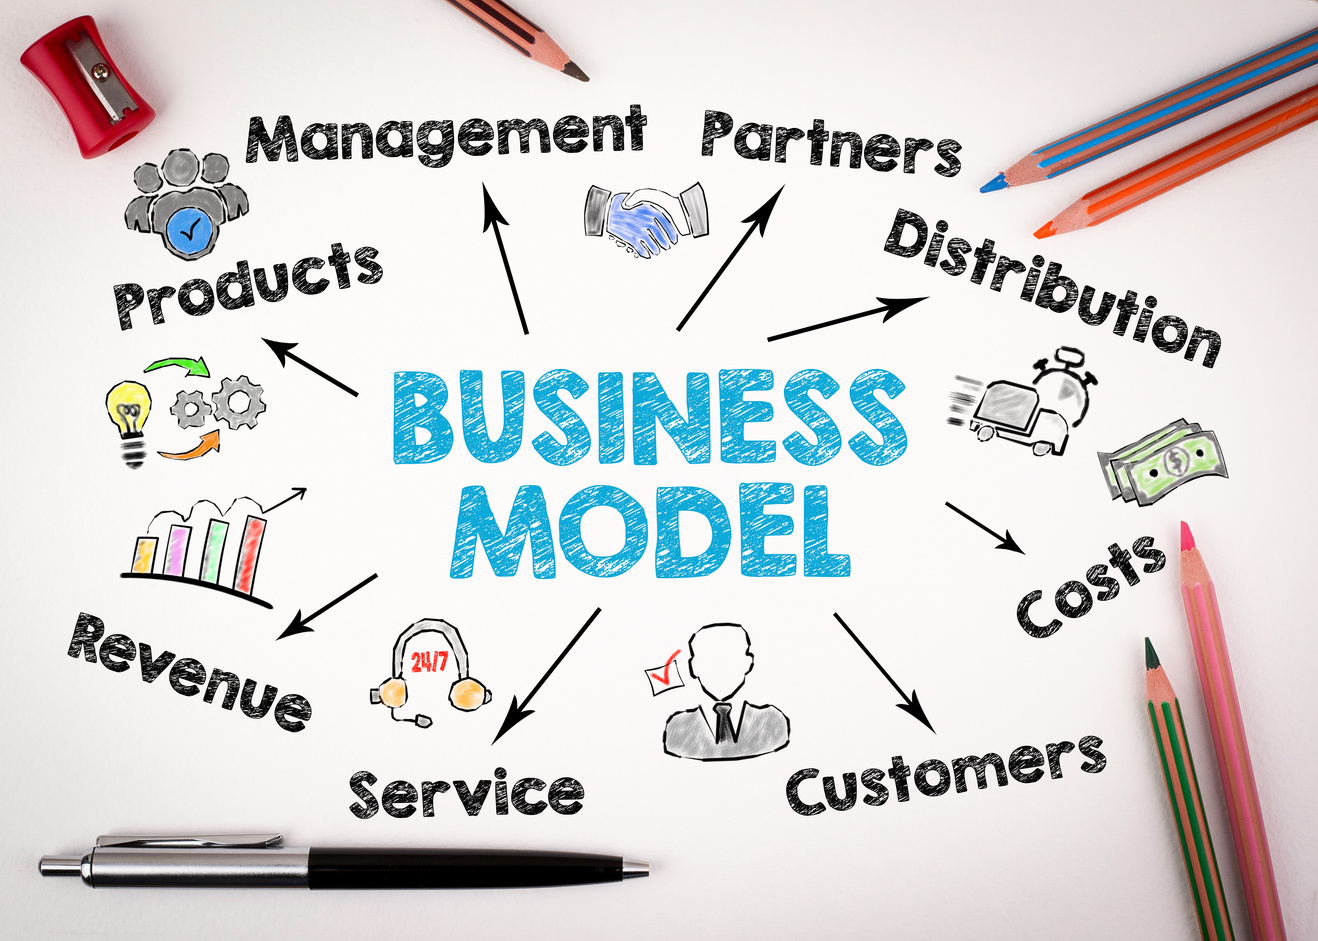 Management
Partners
Distribution
Products
BUSINESS
MODEL
Costs
Revenue
24/7
Service
Customers